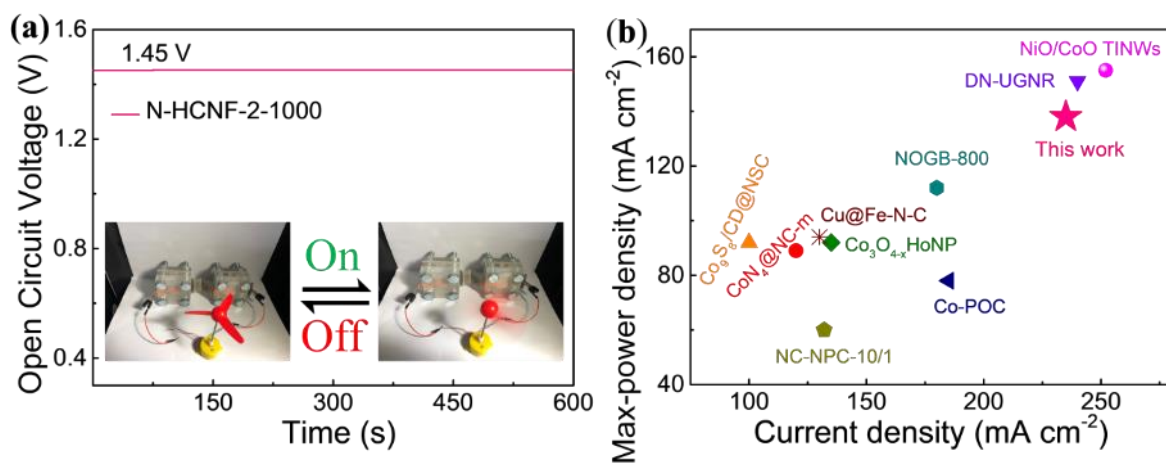 (a)
Open Circuit Voltage (V)
1.6
1.2
0.8
0.4
1.45 V
N-HCNF-2-1000
On
Off
150
300
450
600
Time (s)
(b)
Max-power density (mA cm⁻²)
160
120
80
40
NiO/CoO TINWs
DN-UGNR
This work
NOGB-800
Co₉S₈/CD@NSC
CoN₄@NC-m
Cu@Fe-N-C
Co₃O₄₋ₓHoNP
Co-POC
NC-NPC-10/1
100
150
200
250
Current density (mA cm⁻²)